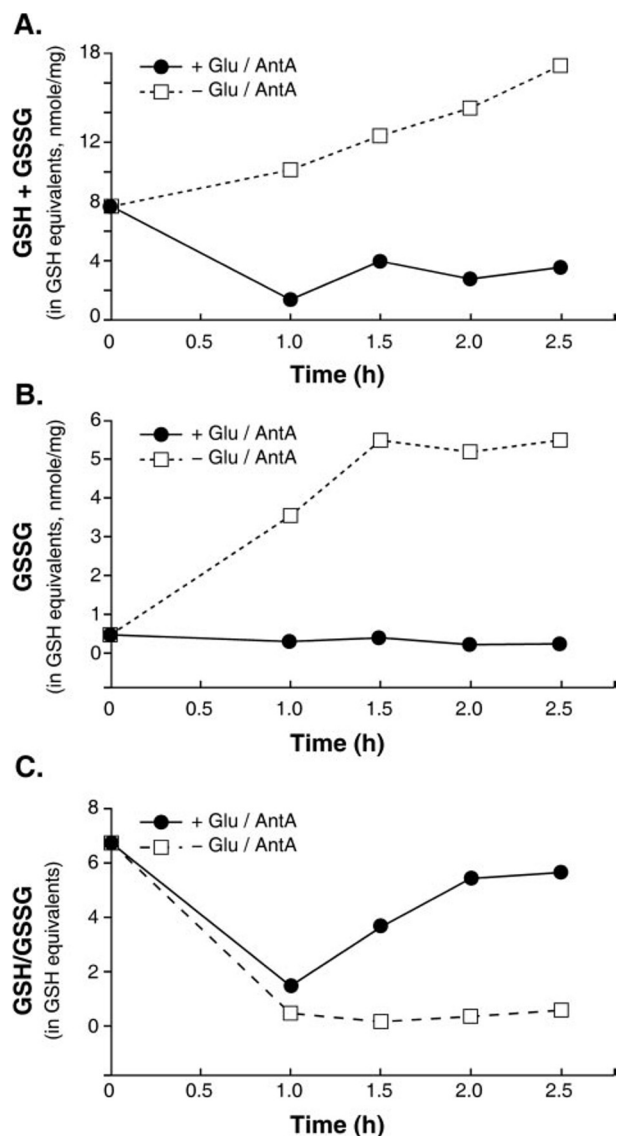 A.
18
12
8
4
0
+ Glu / AntA
– Glu / AntA
GSH + GSSG
(in GSH equivalents, nmole/mg)
0 0.5 1.0 1.5 2.0 2.5
Time (h)
B.
6
5
4
3
2
1
0
+ Glu / AntA
– Glu / AntA
GSSG
(in GSH equivalents, nmole/mg)
0 0.5 1.0 1.5 2.0 2.5
Time (h)
C.
8
6
4
2
0
+ Glu / AntA
– Glu / AntA
GSH/GSSG
(in GSH equivalents)
0 0.5 1.0 1.5 2.0 2.5
Time (h)